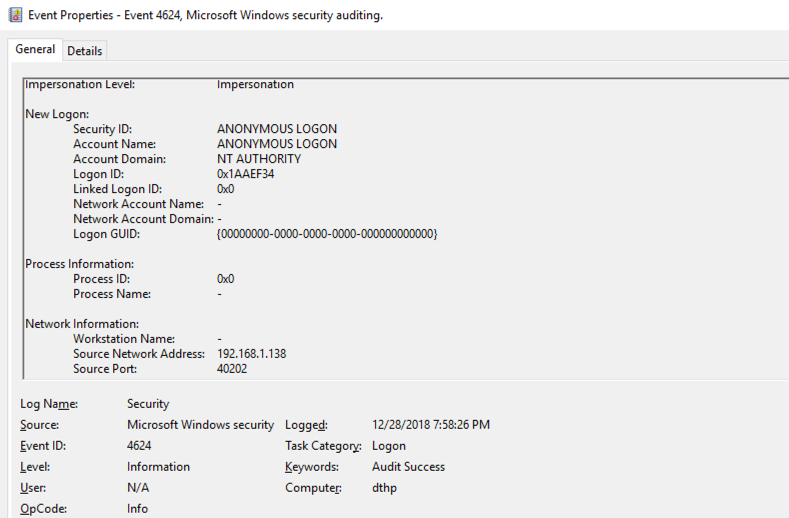 Event Properties - Event 4624, Microsoft Windows security auditing.
General Details
Impersonation Level: Impersonation
New Logon:
Security ID: ANONYMOUS LOGON
Account Name: ANONYMOUS LOGON
Account Domain: NT AUTHORITY
Logon ID: 0x1AAEF34
Linked Logon ID: 0x0
Network Account Name: -
Network Account Domain: -
Logon GUID: {00000000-0000-0000-0000-000000000000}
Process Information:
Process ID: 0x0
Process Name: -
Network Information:
Workstation Name: -
Source Network Address: 192.168.1.138
Source Port: 40202
Log Name: Security
Source: Microsoft Windows security Logged: 12/28/2018 7:58:26 PM
Event ID: 4624 Task Category: Logon
Level: Information Keywords: Audit Success
User: N/A Computer: dthp
OpCode: Info